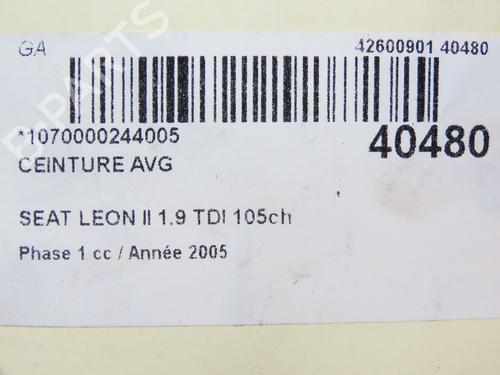 GA 42600901 40480
*1070000244005 40480
CEINTURE AVG
SEAT LEON II 1.9 TDI 105ch
Phase 1 cc / Année 2005
B-PARTS